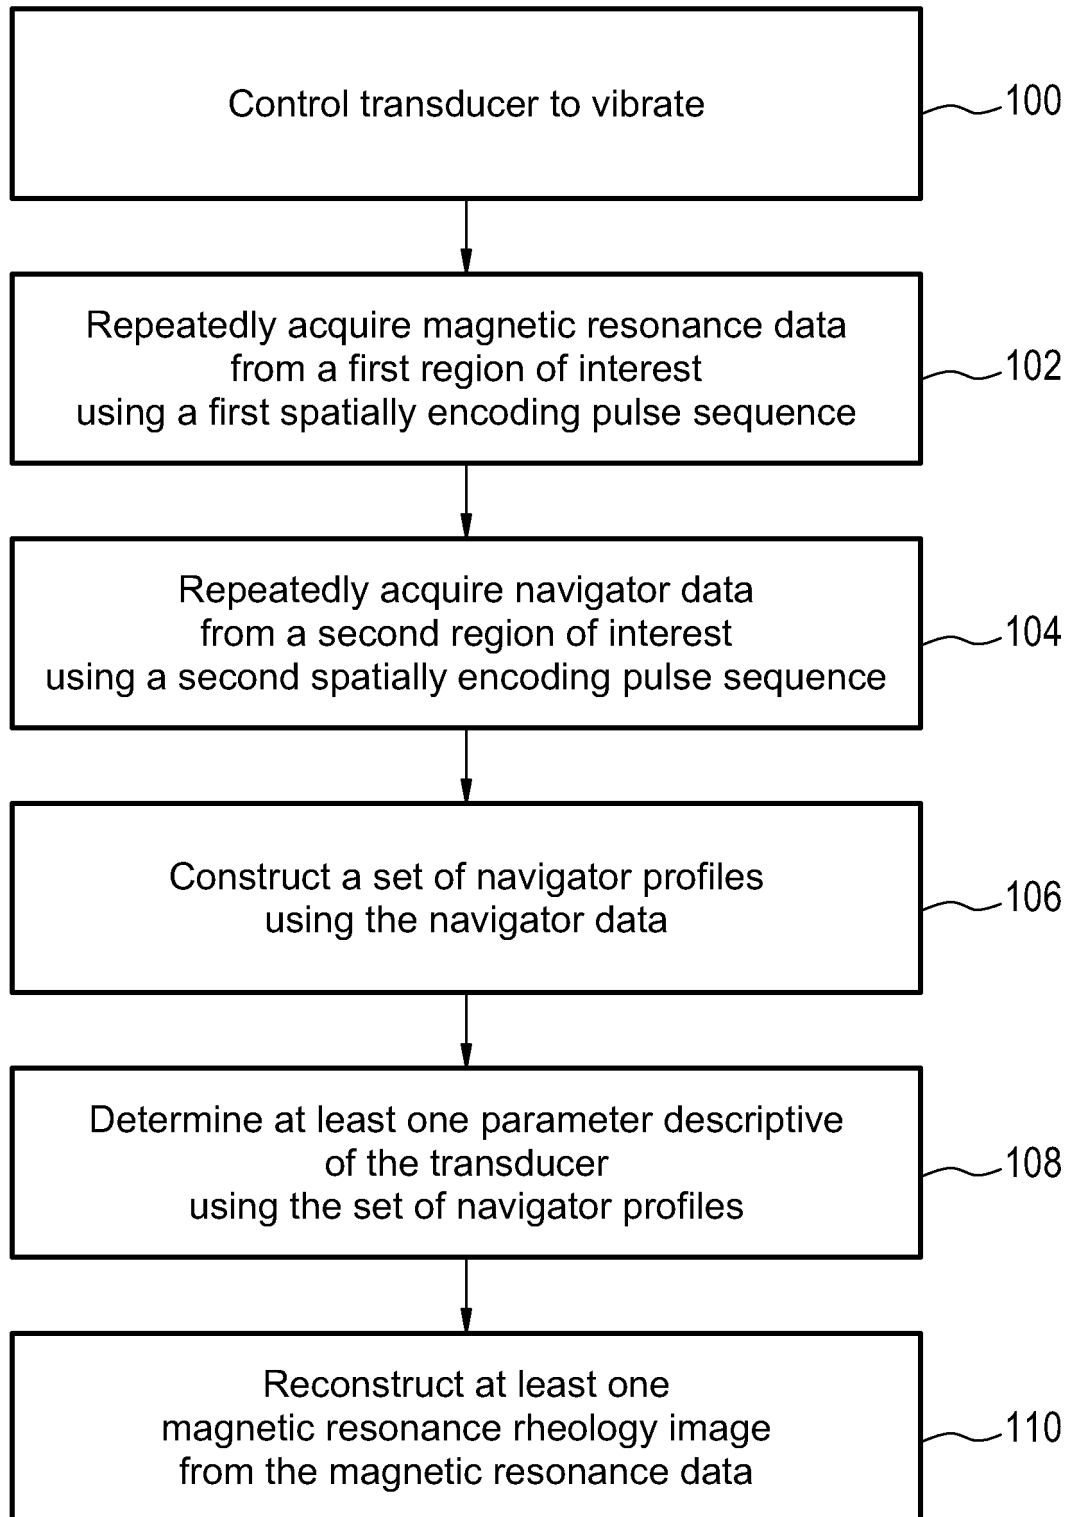 Control transducer to vibrate
100
Repeatedly acquire magnetic resonance data
from a first region of interest
using a first spatially encoding pulse sequence
102
Repeatedly acquire navigator data
from a second region of interest
using a second spatially encoding pulse sequence
104
Construct a set of navigator profiles
using the navigator data
106
Determine at least one parameter descriptive
of the transducer
using the set of navigator profiles
108
Reconstruct at least one
magnetic resonance rheology image
from the magnetic resonance data
110